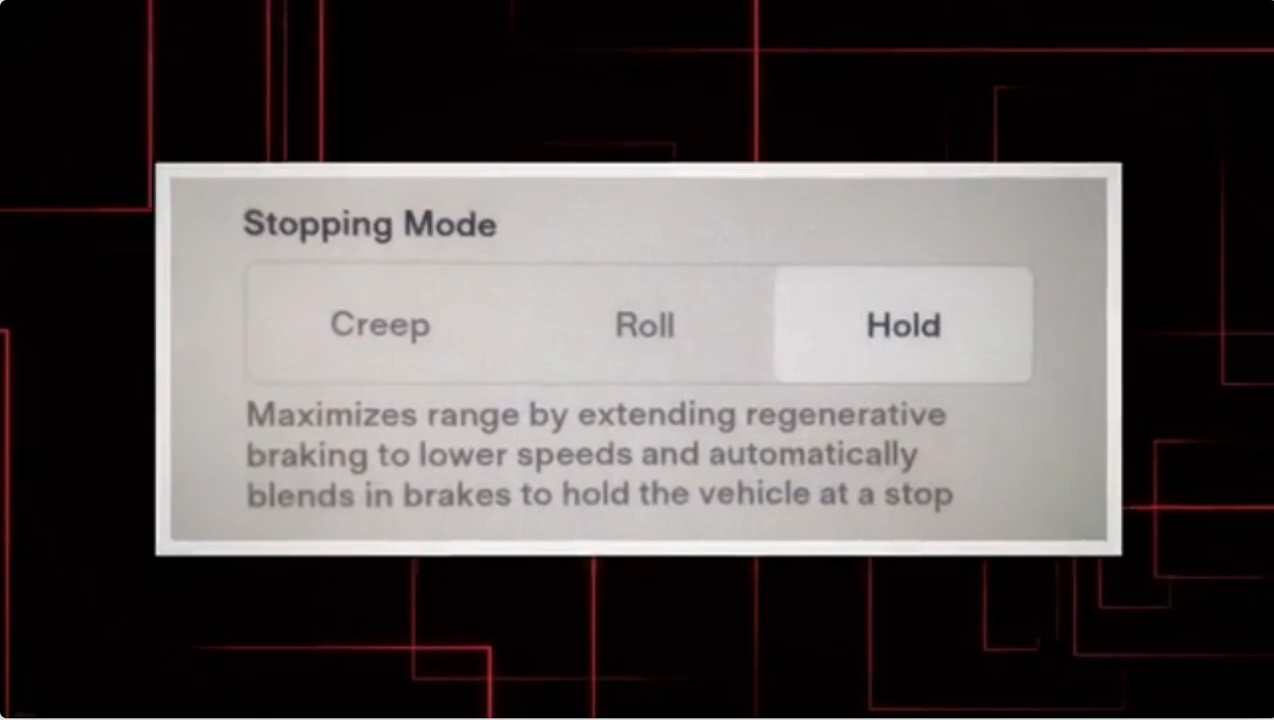 Stopping Mode
Creep Roll Hold
Maximizes range by extending regenerative
braking to lower speeds and automatically
blends in brakes to hold the vehicle at a stop